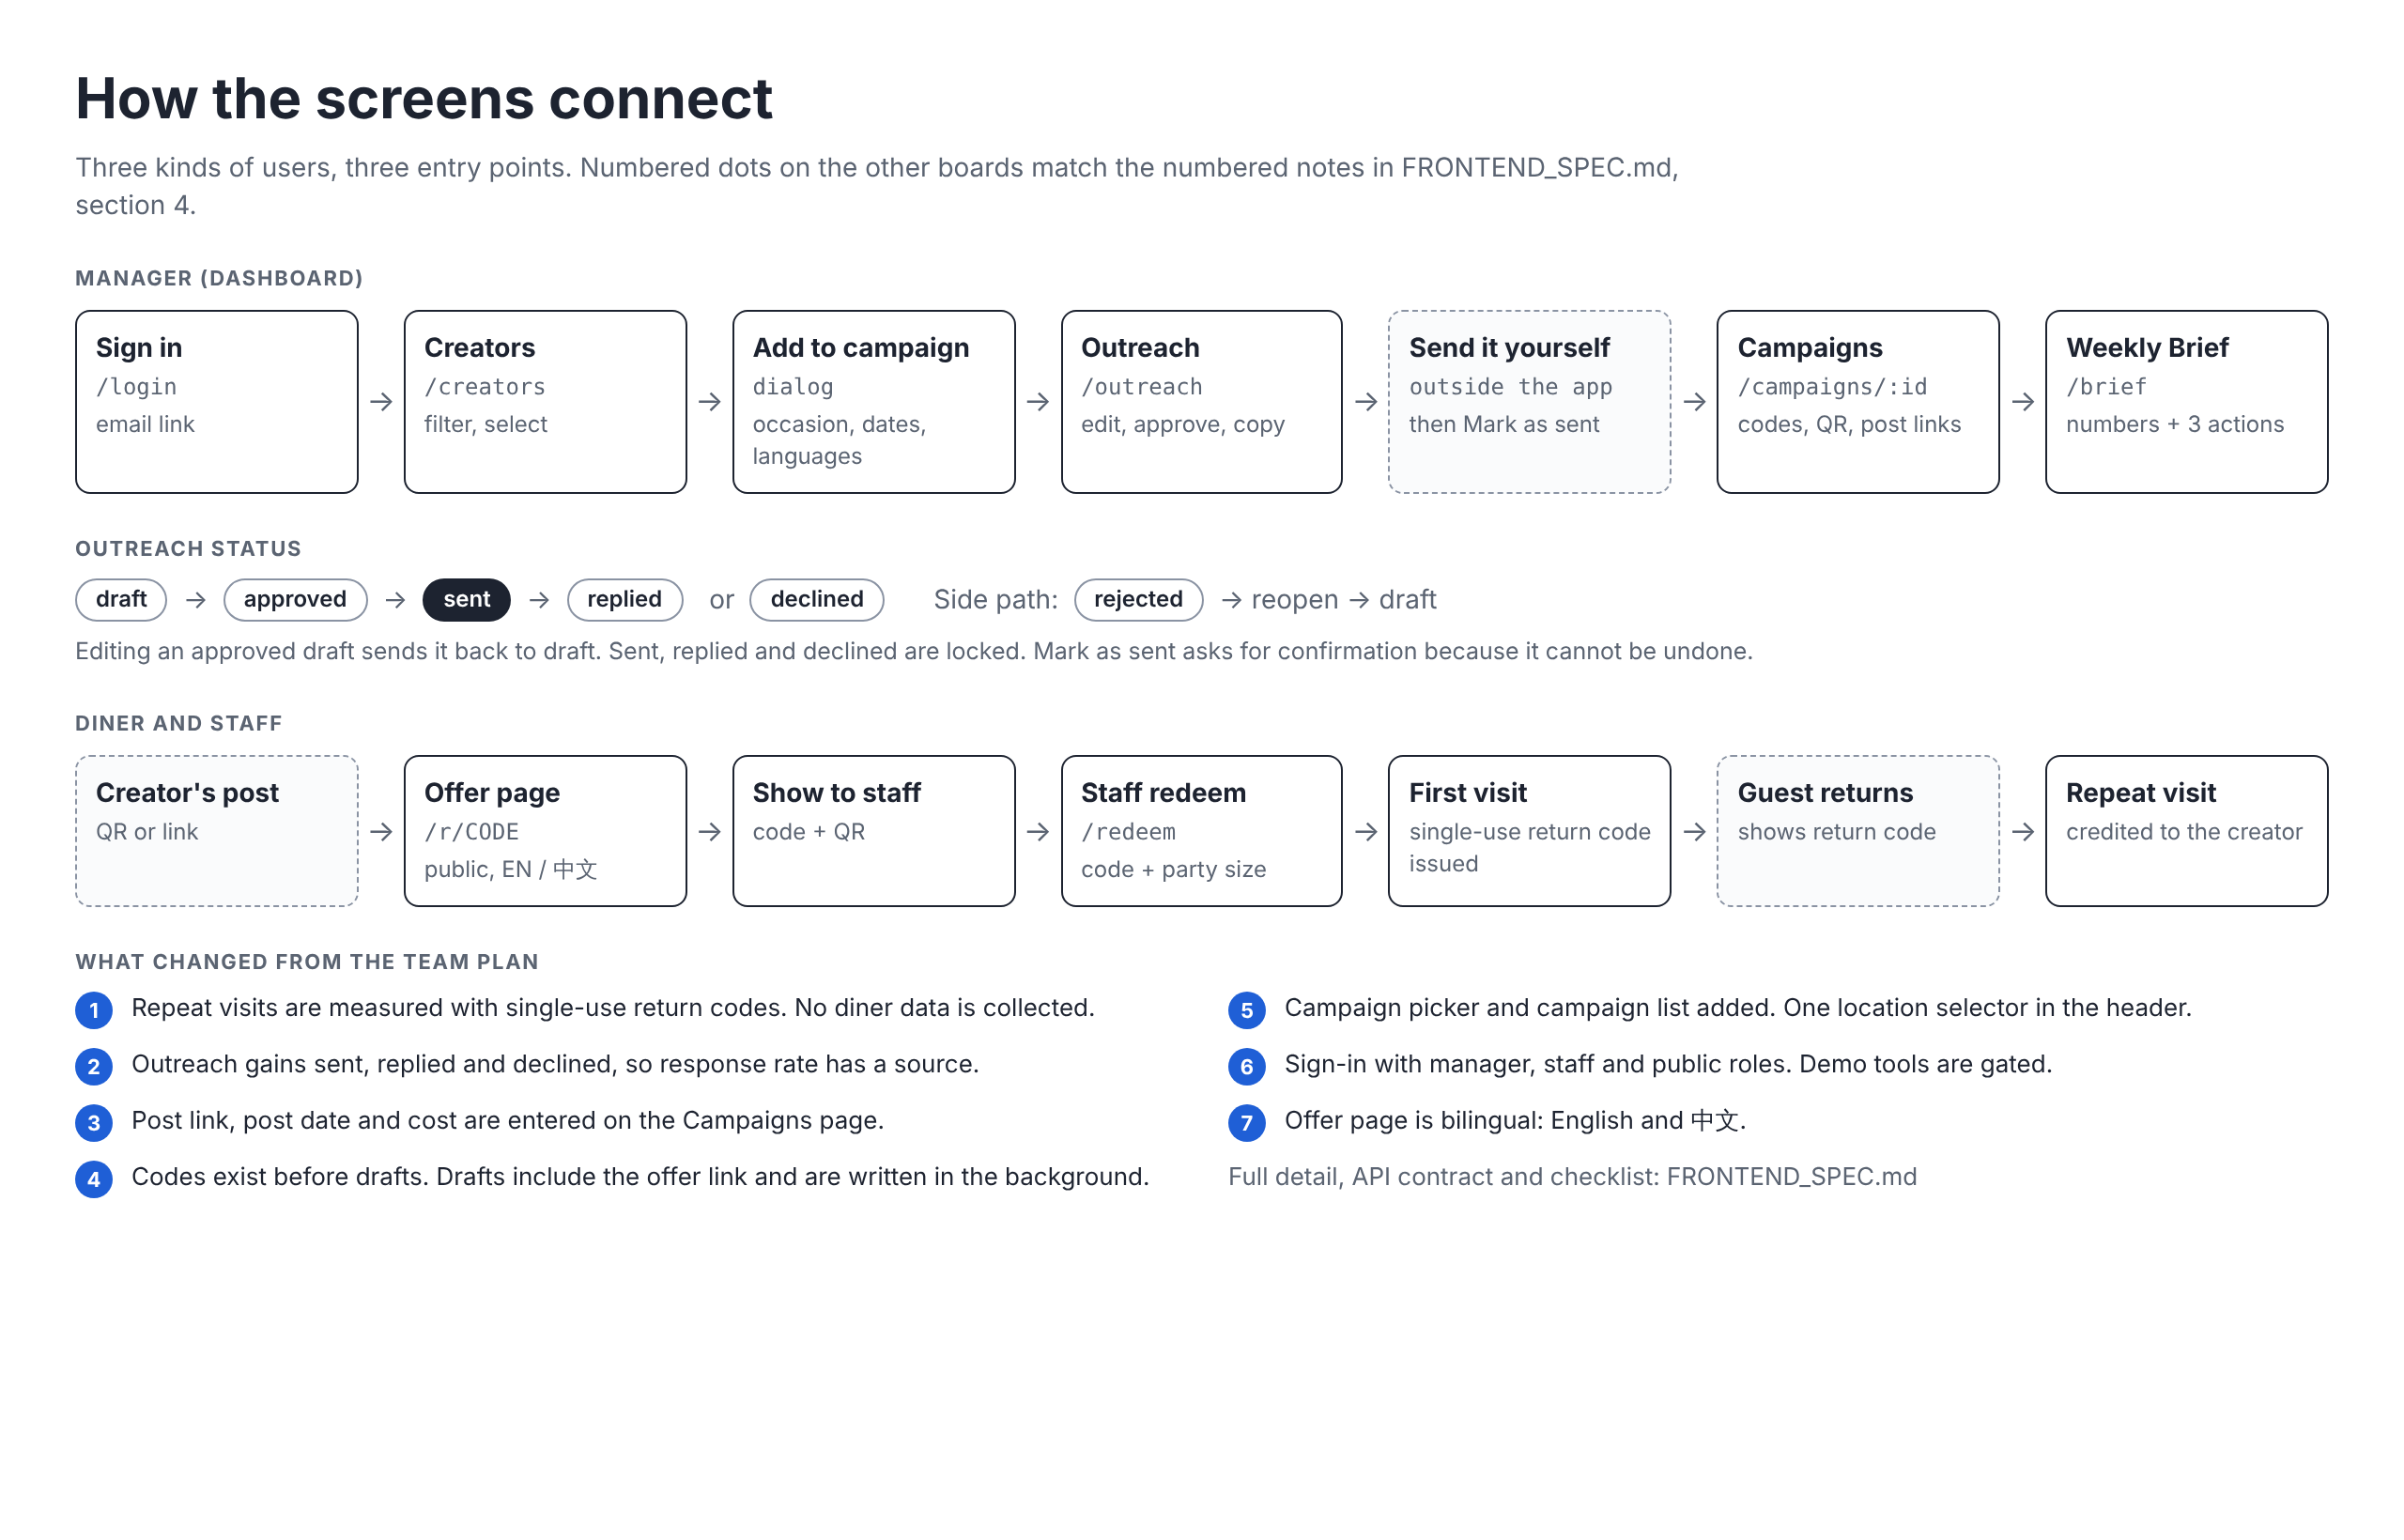 How the screens connect
Three kinds of users, three entry points. Numbered dots on the other boards match the numbered notes in FRONTEND_SPEC.md,
section 4.
MANAGER (DASHBOARD)
Sign in
/login
email link
→
Creators
/creators
filter, select
→
Add to campaign
dialog
occasion, dates,
languages
→
Outreach
/outreach
edit, approve, copy
→
Send it yourself
outside the app
then Mark as sent
→
Campaigns
/campaigns/:id
codes, QR, post links
→
Weekly Brief
/brief
numbers + 3 actions
OUTREACH STATUS
draft → approved → sent → replied or declined Side path: rejected → reopen → draft
Editing an approved draft sends it back to draft. Sent, replied and declined are locked. Mark as sent asks for confirmation because it cannot be undone.
DINER AND STAFF
Creator's post
QR or link
→
Offer page
/r/CODE
public, EN / 中文
→
Show to staff
code + QR
→
Staff redeem
/redeem
code + party size
→
First visit
single-use return code
issued
→
Guest returns
shows return code
→
Repeat visit
credited to the creator
WHAT CHANGED FROM THE TEAM PLAN
1 Repeat visits are measured with single-use return codes. No diner data is collected.
2 Outreach gains sent, replied and declined, so response rate has a source.
3 Post link, post date and cost are entered on the Campaigns page.
4 Codes exist before drafts. Drafts include the offer link and are written in the background.
5 Campaign picker and campaign list added. One location selector in the header.
6 Sign-in with manager, staff and public roles. Demo tools are gated.
7 Offer page is bilingual: English and 中文.
Full detail, API contract and checklist: FRONTEND_SPEC.md